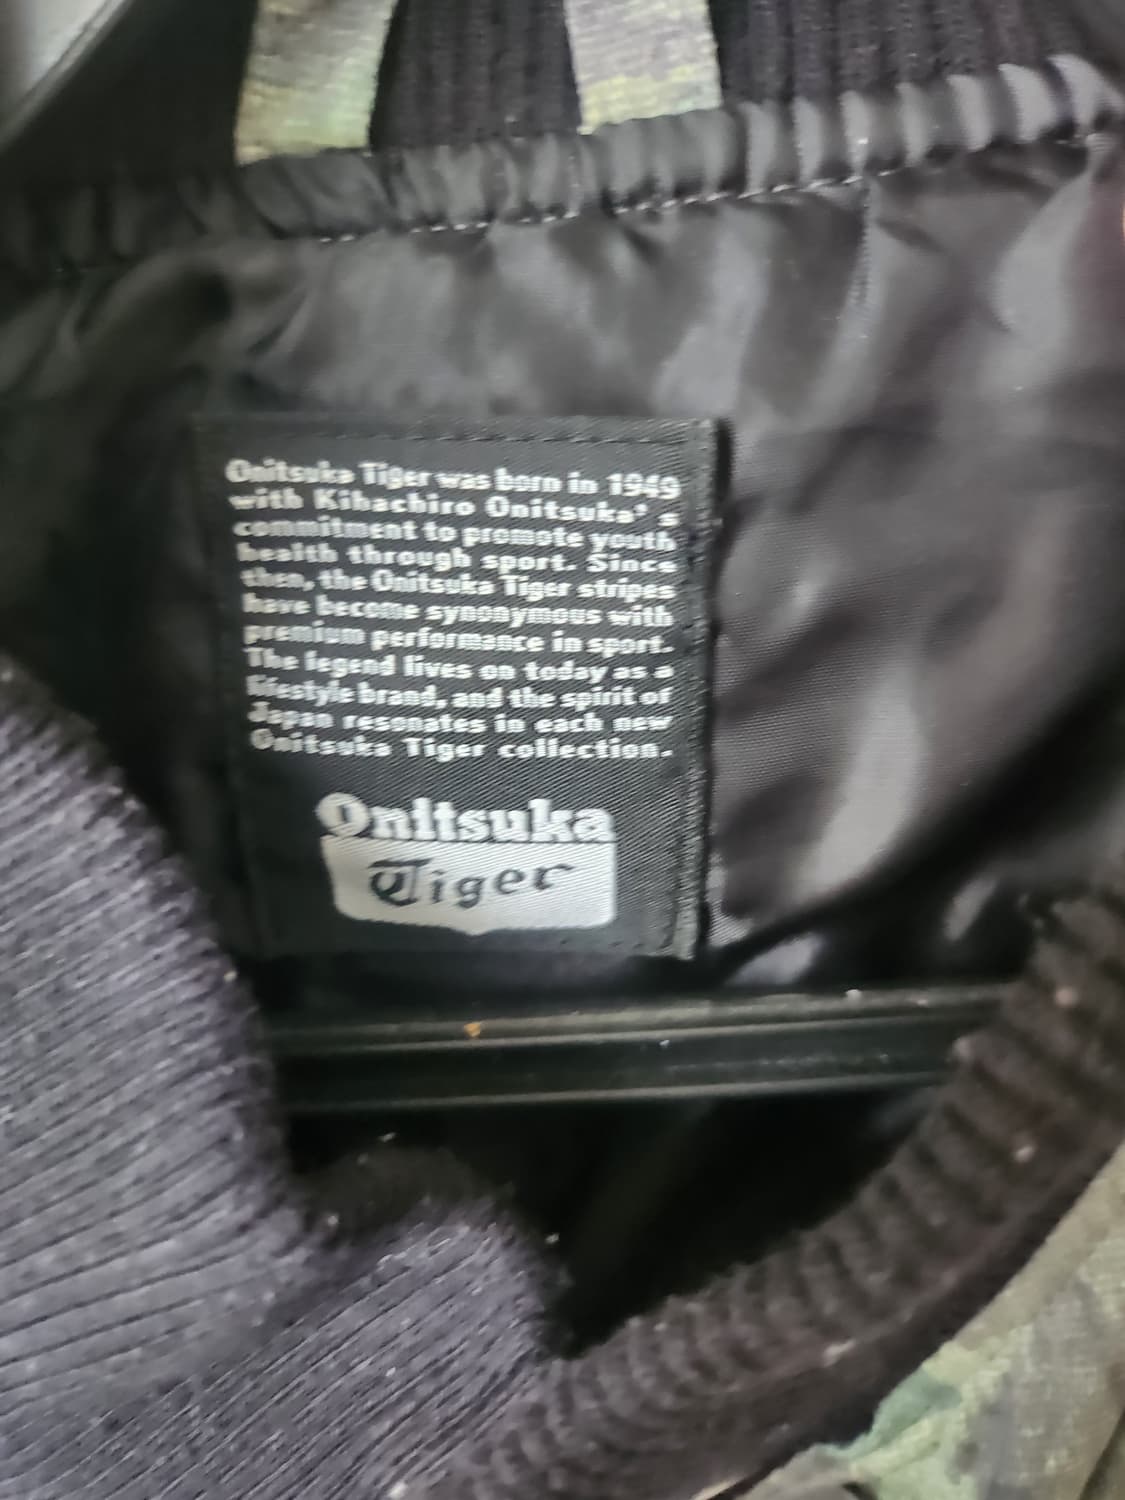 Onitsuka Tiger was born in 1949
with Kihachiro Onitsuka's
commitment to promote youth
health through sport. Since
then, the Onitsuka Tiger stripes
have become synonymous with
premium performance in sport.
The legend lives on today as a
lifestyle brand, and the spirit of
Japan resonates in each new
Onitsuka Tiger collection.
Onitsuka
Tiger